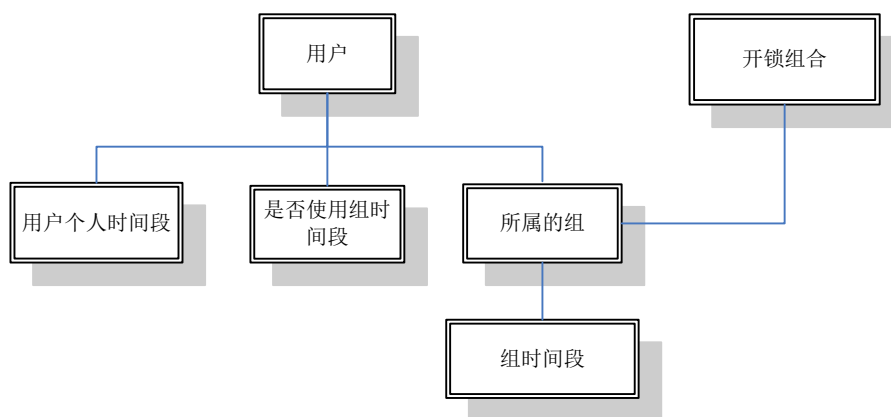 用户
开锁组合
用户个人时间段
是否使用组时
间段
所属的组
组时间段